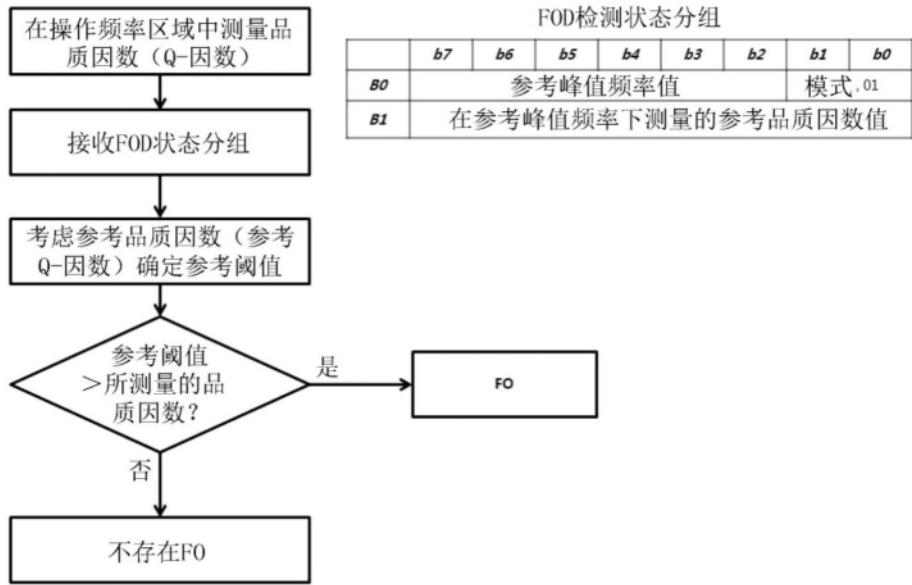 在操作频率区域中测量品
质因数（Q-因数）
接收FOD状态分组
考虑参考品质因数（参考
Q-因数）确定参考阈值
参考阈值
＞所测量的品
质因数？
是
FO
否
不存在FO
FOD检测状态分组
b7 b6 b5 b4 b3 b2 b1 b0
B0 参考峰值频率值 模式,01
B1 在参考峰值频率下测量的参考品质因数值